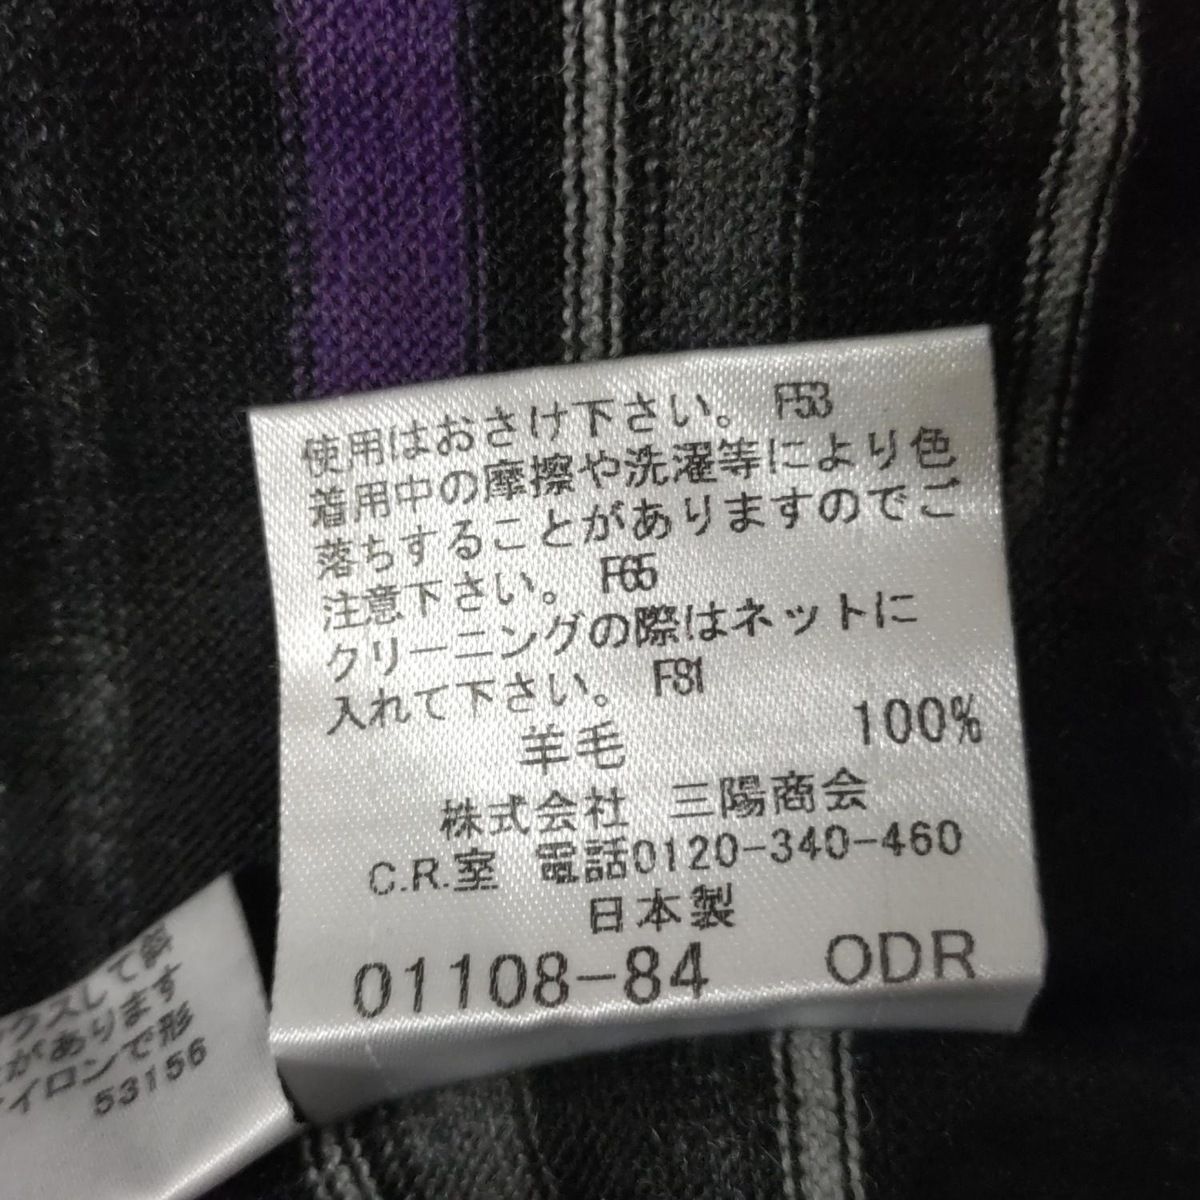 使用はおさけ下さい。 F53
着用中の摩擦や洗濯等により色
落ちすることがありますのでご
注意下さい。 F65
クリーニングの際はネットに
入れて下さい。 F81
羊毛 100%
株式会社 三陽商会
C.R.室 電話0120-340-460
日本製
01108-84 ODR
クスして
があります
イロンで形
53156